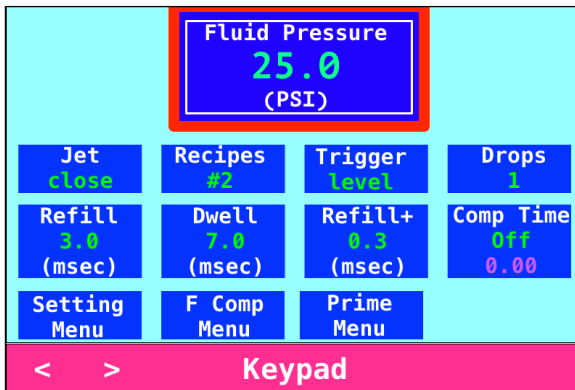 Fluid Pressure
25.0
(PSI)
Jet
close
Recipes
#2
Trigger
level
Drops
1
Refill
3.0
(msec)
Dwell
7.0
(msec)
Refill+
0.3
(msec)
Comp Time
Off
0.00
Setting
Menu
F Comp
Menu
Prime
Menu
< > Keypad